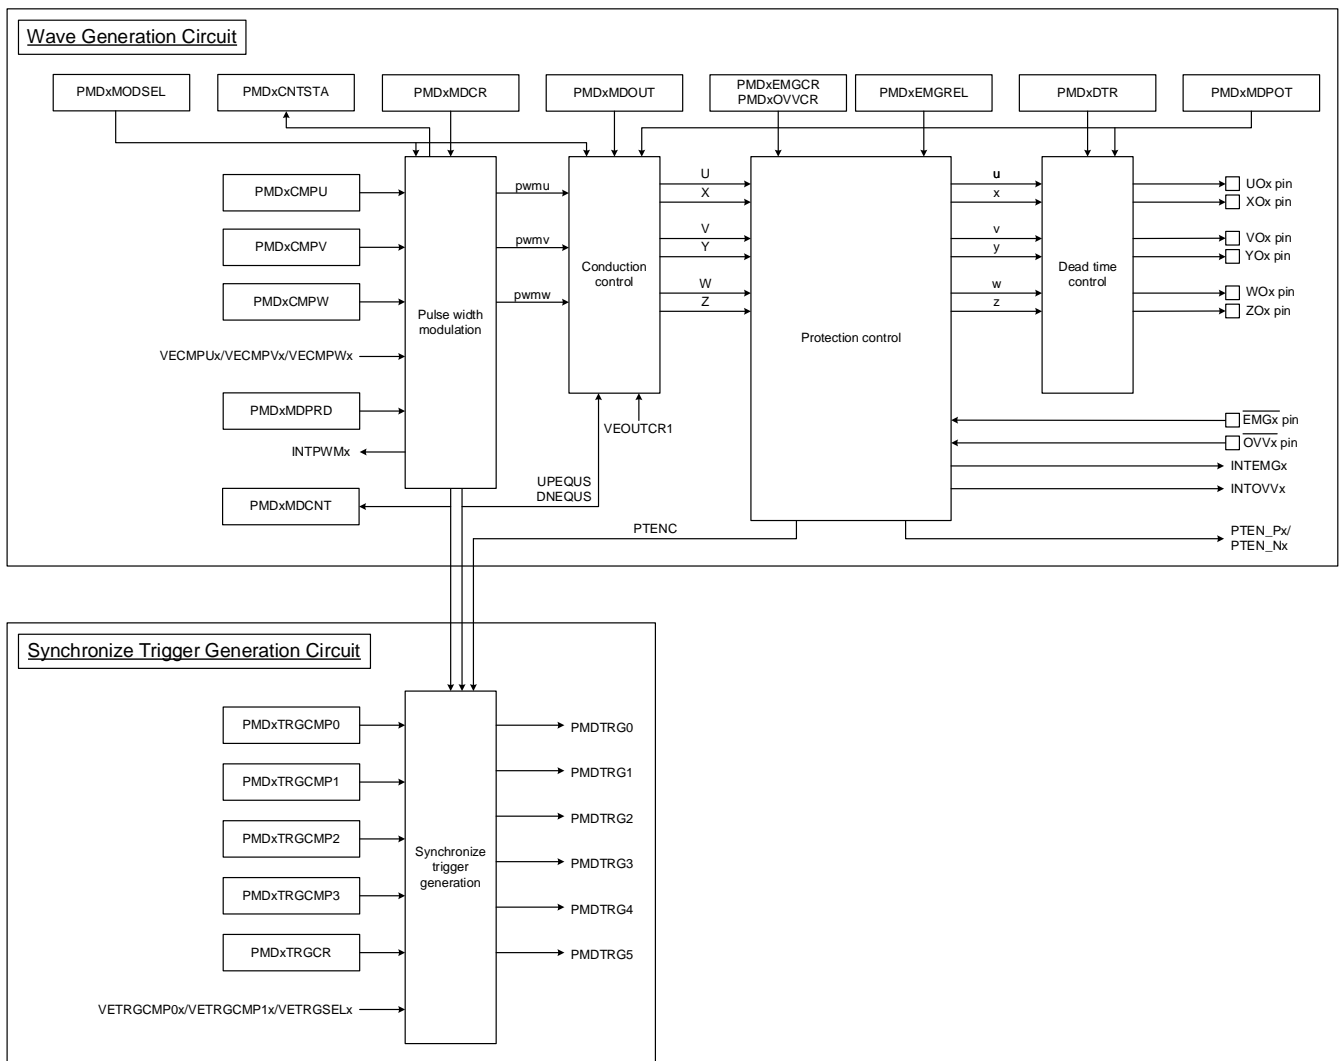 Wave Generation Circuit
PMDxMODSEL
PMDxCNTSTA
PMDxMDCR
PMDxMDOUT
PMDxEMGCR
PMDxOVVCR
PMDxEMGREL
PMDxDTR
PMDxMDPOT
PMDxCMPU
PMDxCMPV
PMDxCMPW
VECMPUx/VECMPVx/VECMPWx
PMDxMDPRD
INTPWMx
PMDxMDCNT
Pulse width
modulation
pwmu
pwmv
pwmw
Conduction
control
UPEQUS
DNEQUS
VEOUTCR1
U
X
V
Y
W
Z
Protection control
PTENC
u
x
v
y
w
z
Dead time
control
UOx pin
XOx pin
VOx pin
YOx pin
WOx pin
ZOx pin
EMGx pin
OVVx pin
INTEMGx
INTOVVx
PTEN_Px/
PTEN_Nx
Synchronize Trigger Generation Circuit
PMDxTRGCMP0
PMDxTRGCMP1
PMDxTRGCMP2
PMDxTRGCMP3
PMDxTRGCR
VETRGCMP0x/VETRGCMP1x/VETRGSELx
Synchronize
trigger
generation
PMDTRG0
PMDTRG1
PMDTRG2
PMDTRG3
PMDTRG4
PMDTRG5